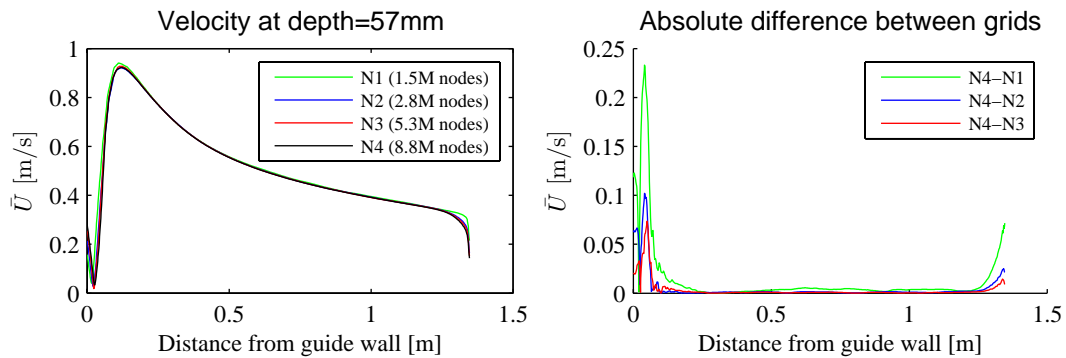 Velocity at depth=57mm
1
0.8
0.6
0.4
0.2
0
Ū [m/s]
N1 (1.5M nodes)
N2 (2.8M nodes)
N3 (5.3M nodes)
N4 (8.8M nodes)
0
0.5
1
1.5
Distance from guide wall [m]
Absolute difference between grids
0.25
0.2
0.15
0.1
0.05
0
Ū [m/s]
N4−N1
N4−N2
N4−N3
0
0.5
1
1.5
Distance from guide wall [m]